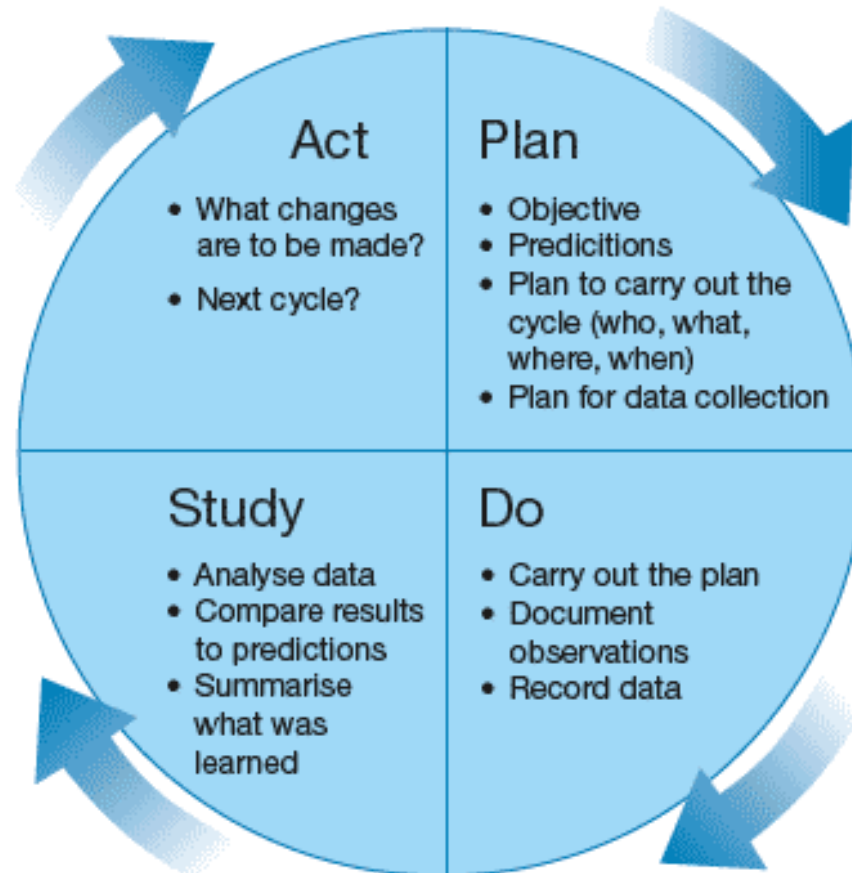 Act
• What changes
are to be made?
• Next cycle?
Plan
• Objective
• Predicitions
• Plan to carry out the
cycle (who, what,
where, when)
• Plan for data collection
Study
• Analyse data
• Compare results
to predictions
• Summarise
what was
learned
Do
• Carry out the plan
• Document
observations
• Record data